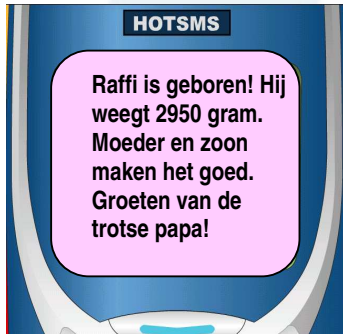 HOTSMS
Raffi is geboren! Hij
weegt 2950 gram.
Moeder en zoon
maken het goed.
Groeten van de
trotse papa!